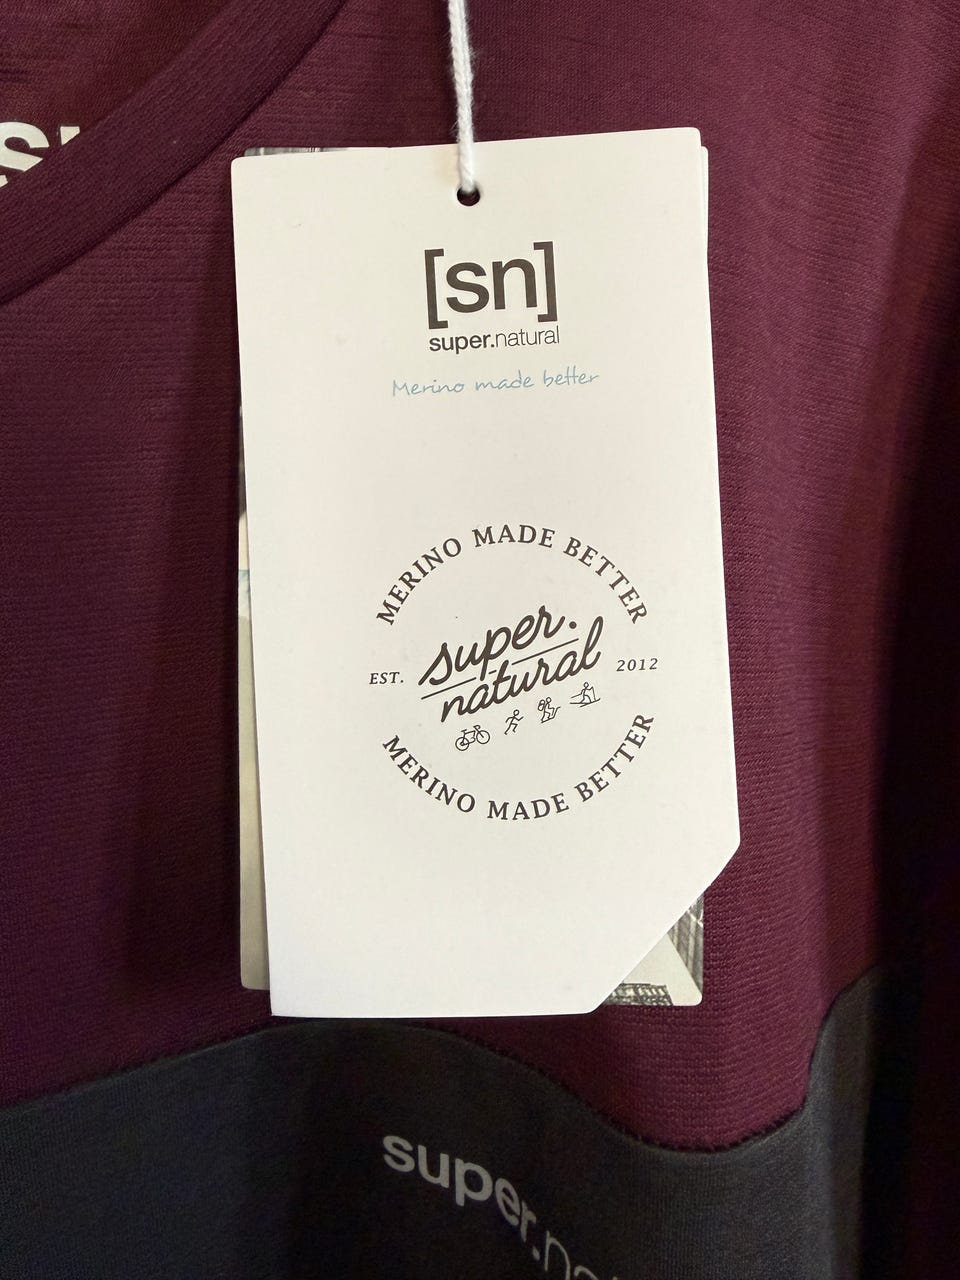 [sn]
super.natural
Merino made better
MERINO MADE BETTER
super.
natural
EST. 2012
MERINO MADE BETTER
super.